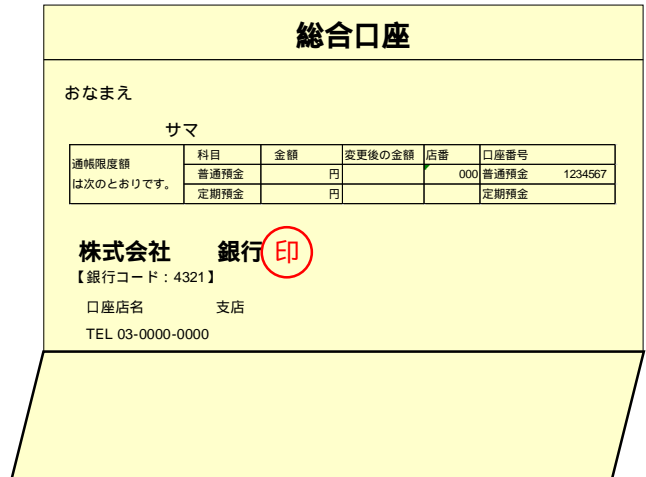 総合口座
おなまえ
サマ
通帳限度額
は次のとおりです。
科目 金額 変更後の金額 店番 口座番号
普通預金 円 000 普通預金 1234567
定期預金 円 定期預金
株式会社 銀行 印
【銀行コード：4321】
口座店名 支店
TEL 03-0000-0000